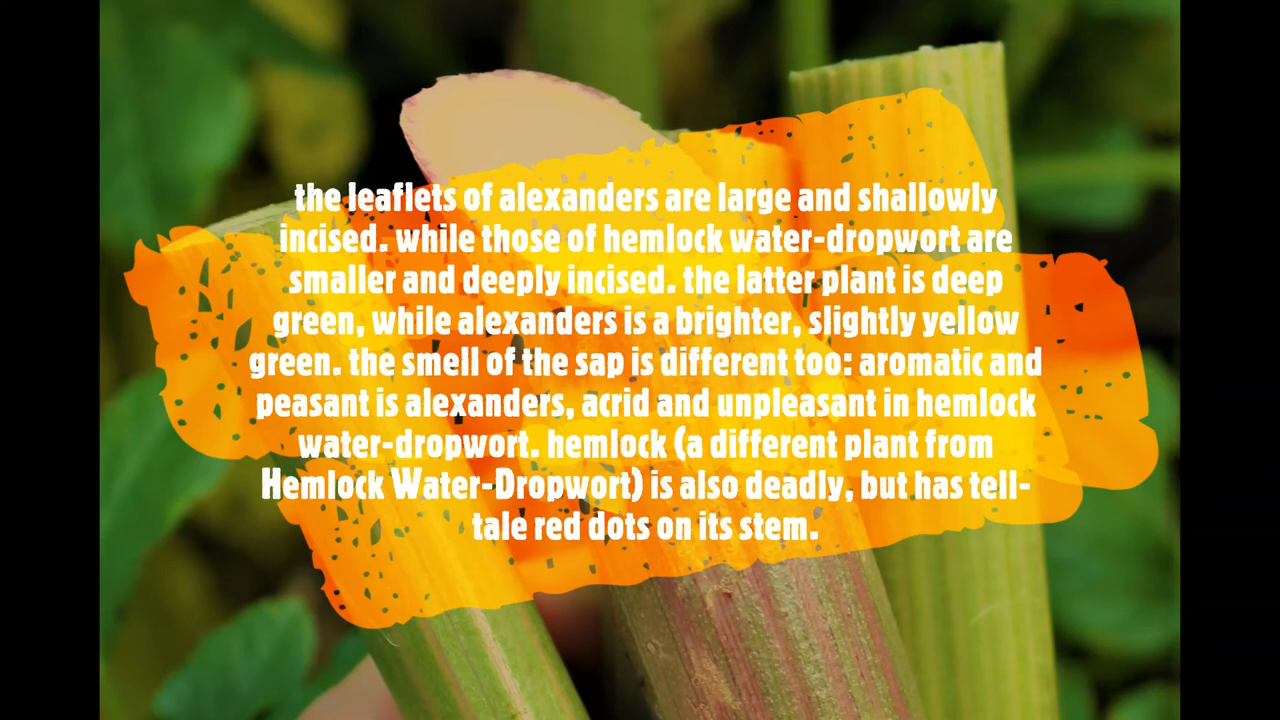 the leaflets of alexanders are large and shallowly
incised. while those of hemlock water-dropwort are
smaller and deeply incised. the latter plant is deep
green, while alexanders is a brighter, slightly yellow
green. the smell of the sap is different too: aromatic and
peasant is alexanders, acrid and unpleasant in hemlock
water-dropwort. hemlock (a different plant from
Hemlock Water-Dropwort) is also deadly, but has tell-
tale red dots on its stem.